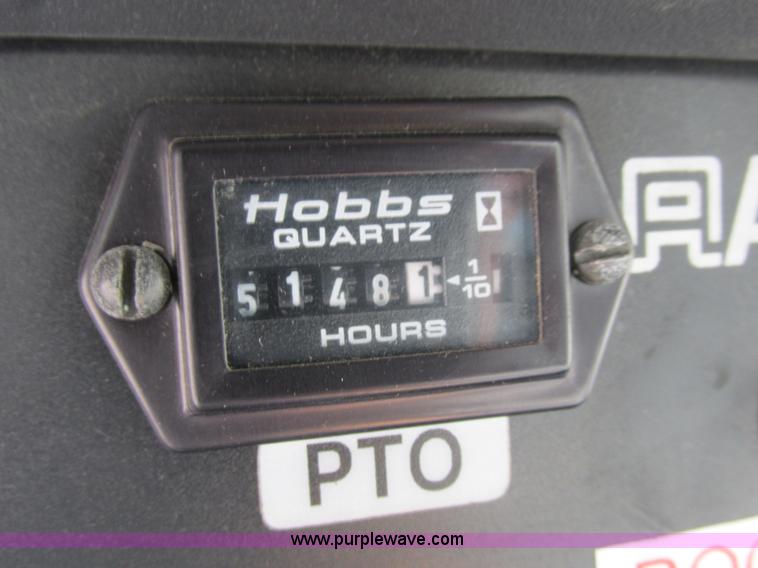 Hobbs
QUARTZ
5 1 4 8 1 ◄ 1/10
HOURS
PTO
www.purplewave.com